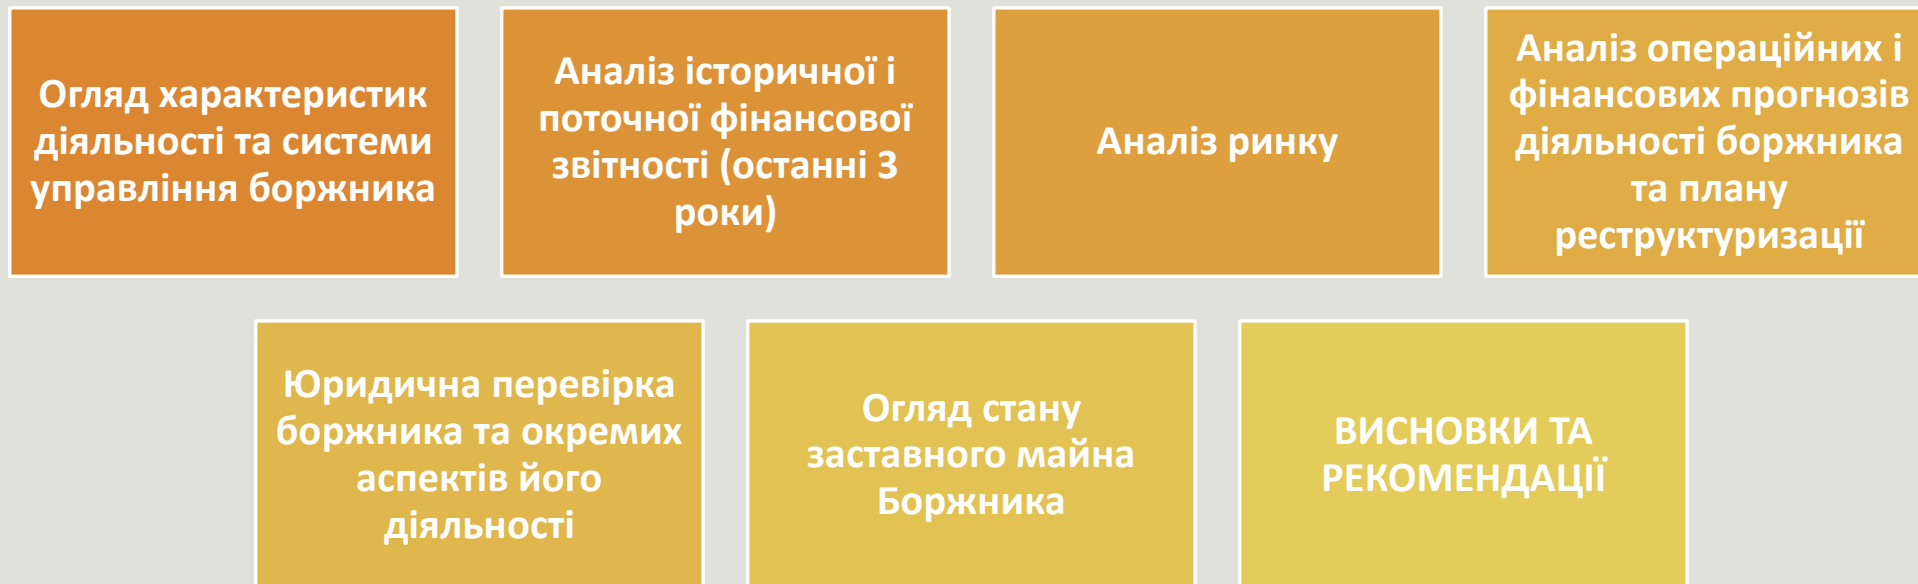 Огляд характеристик
діяльності та системи
управління боржника
Аналіз історичної і
поточної фінансової
звітності (останні 3
роки)
Аналіз ринку
Аналіз операційних і
фінансових прогнозів
діяльності боржника
та плану
реструктуризації
Юридична перевірка
боржника та окремих
аспектів його
діяльності
Огляд стану
заставного майна
Боржника
ВИСНОВКИ ТА
РЕКОМЕНДАЦІЇ